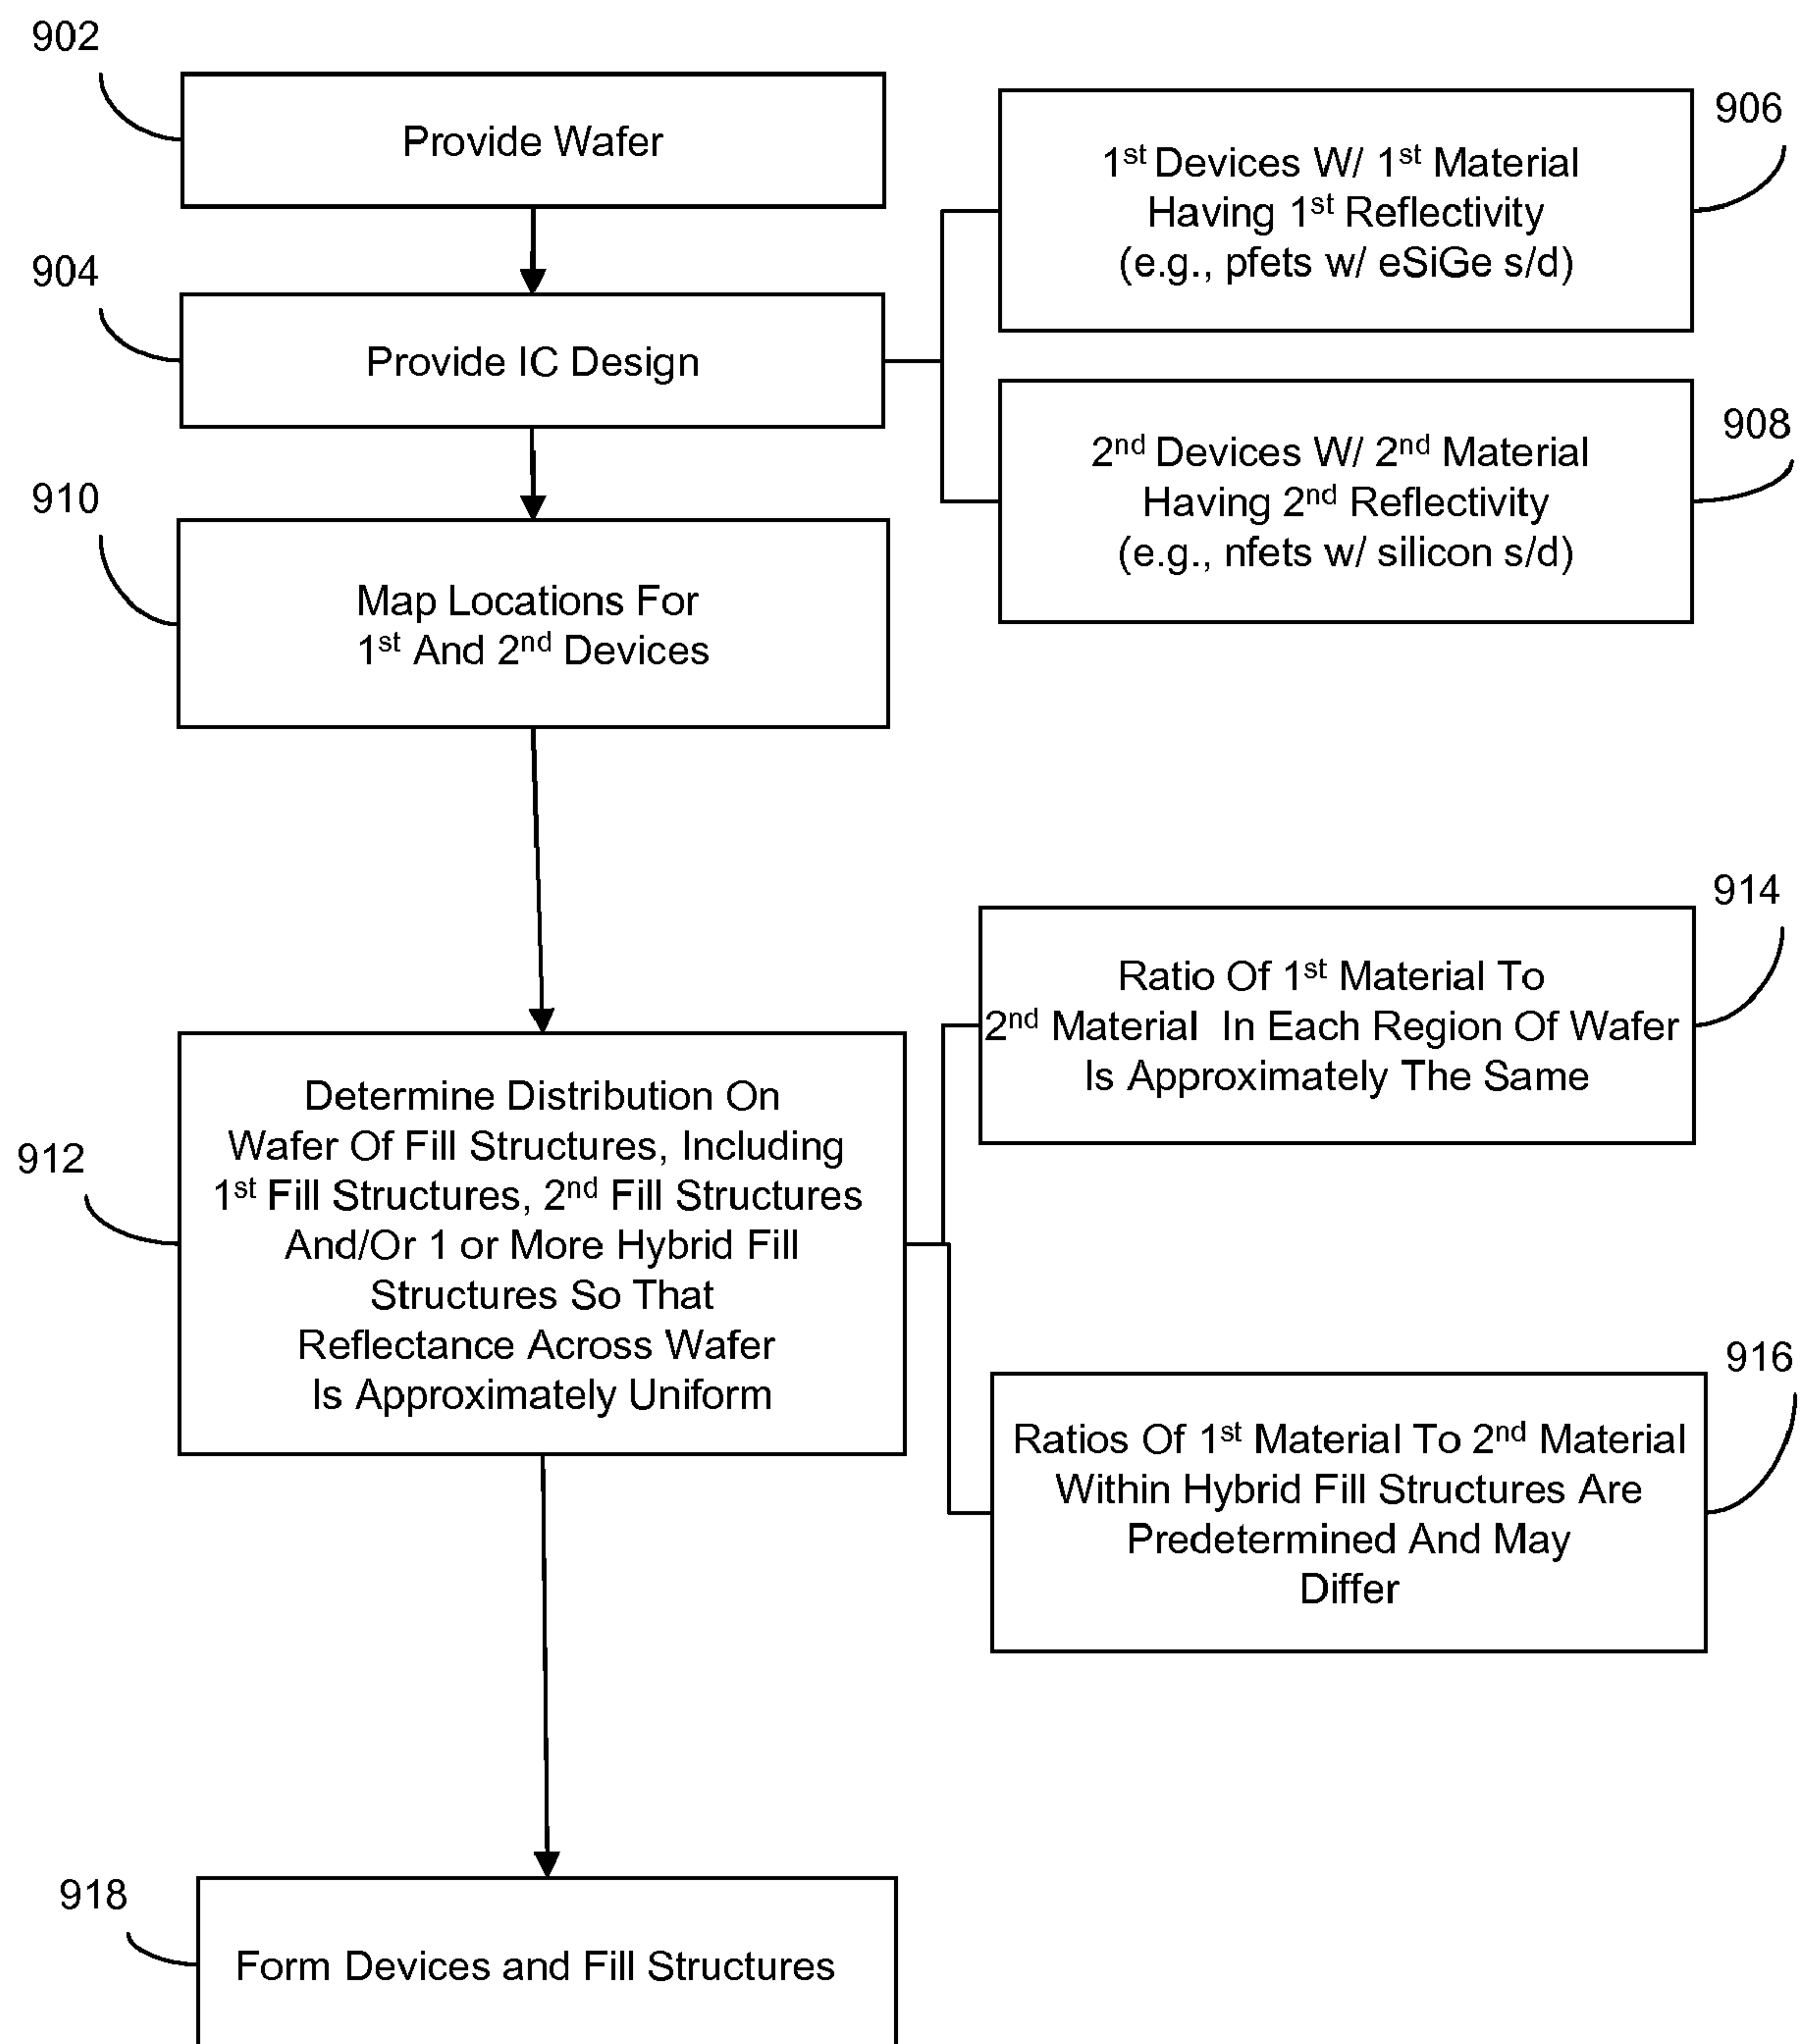 902
Provide Wafer
904
Provide IC Design
906
1st Devices W/ 1st Material
Having 1st Reflectivity
(e.g., pfets w/ eSiGe s/d)
908
2nd Devices W/ 2nd Material
Having 2nd Reflectivity
(e.g., nfets w/ silicon s/d)
910
Map Locations For
1st And 2nd Devices
912
Determine Distribution On
Wafer Of Fill Structures, Including
1st Fill Structures, 2nd Fill Structures
And/Or 1 or More Hybrid Fill
Structures So That
Reflectance Across Wafer
Is Approximately Uniform
914
Ratio Of 1st Material To
2nd Material In Each Region Of Wafer
Is Approximately The Same
916
Ratios Of 1st Material To 2nd Material
Within Hybrid Fill Structures Are
Predetermined And May
Differ
918
Form Devices and Fill Structures